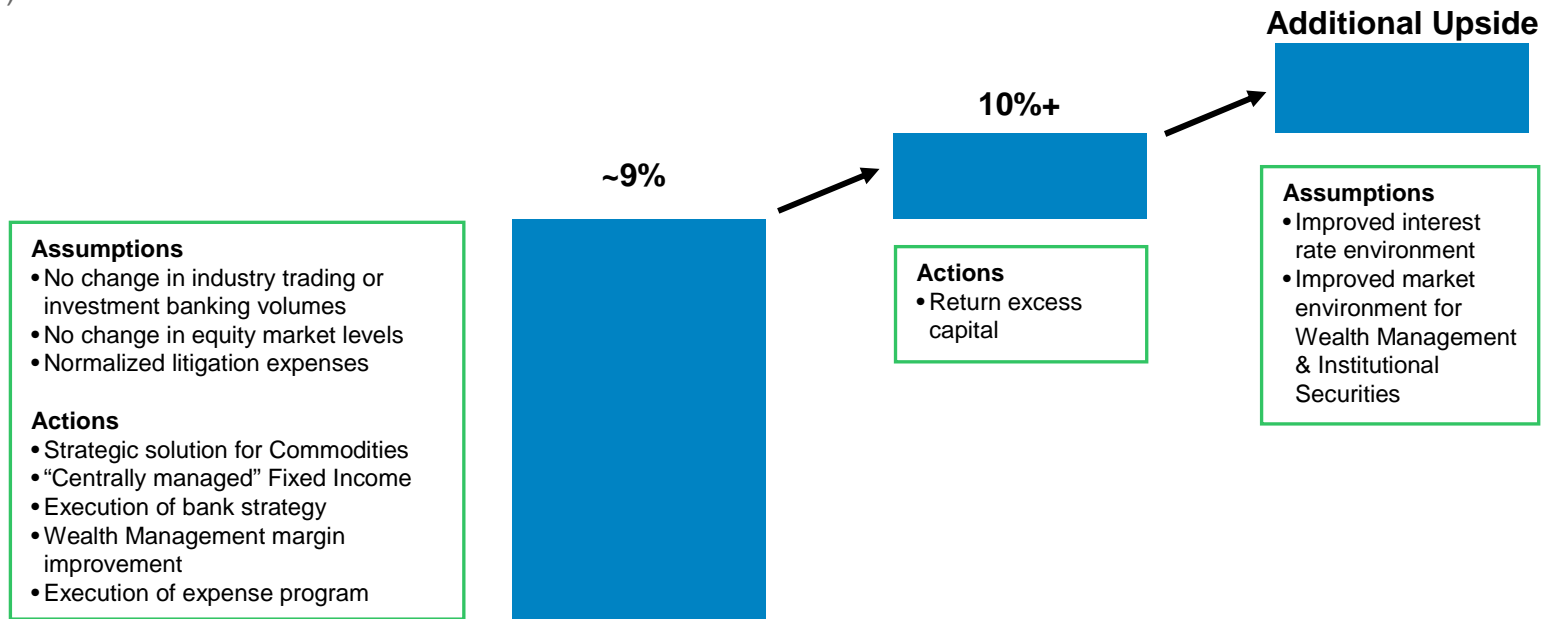 Additional Upside
10%+
~9%
Assumptions
• No change in industry trading or
investment banking volumes
• No change in equity market levels
• Normalized litigation expenses
Actions
• Strategic solution for Commodities
• “Centrally managed” Fixed Income
• Execution of bank strategy
• Wealth Management margin
improvement
• Execution of expense program
Actions
• Return excess
capital
Assumptions
• Improved interest
rate environment
• Improved market
environment for
Wealth Management
& Institutional
Securities